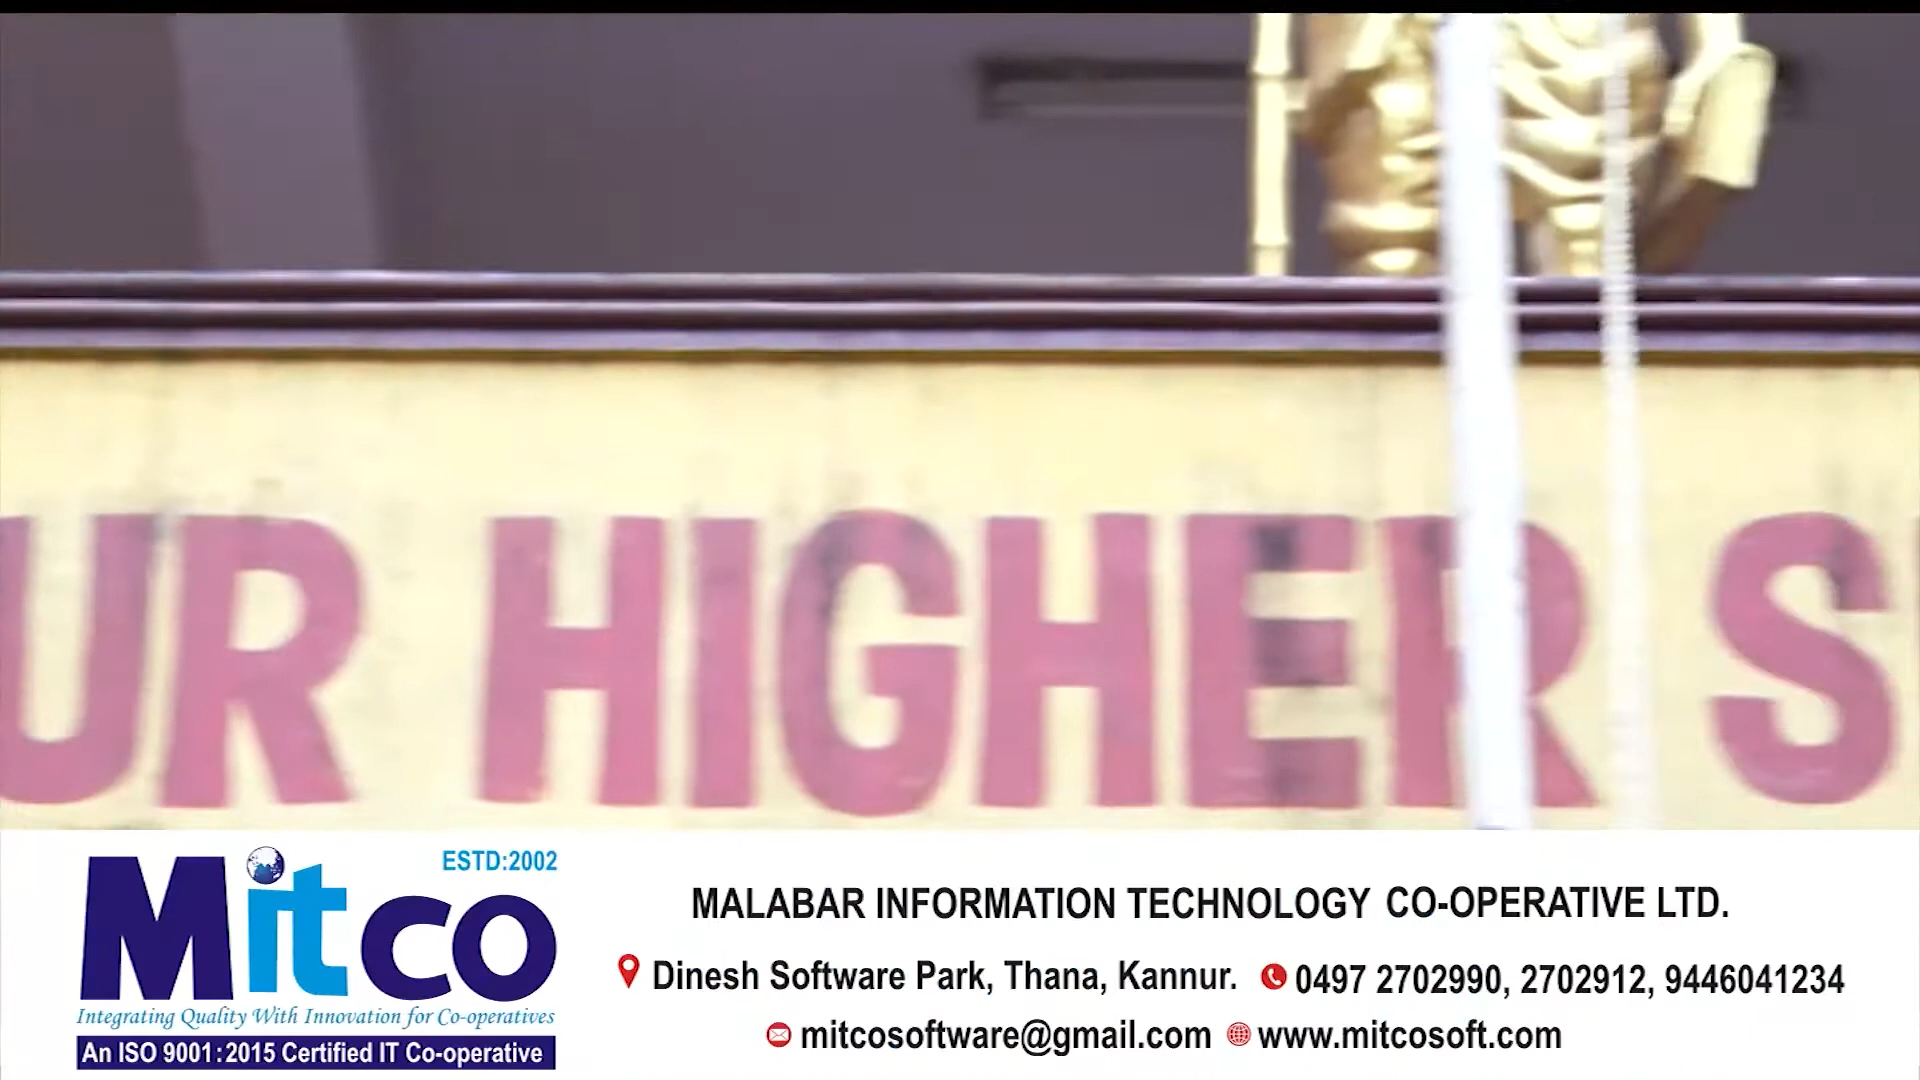 UR HIGHER S
Mitco
ESTD:2002
Integrating Quality With Innovation for Co-operatives
An ISO 9001:2015 Certified IT Co-operative
MALABAR INFORMATION TECHNOLOGY CO-OPERATIVE LTD.
Dinesh Software Park, Thana, Kannur. 0497 2702990, 2702912, 9446041234
mitcosoftware@gmail.com www.mitcosoft.com